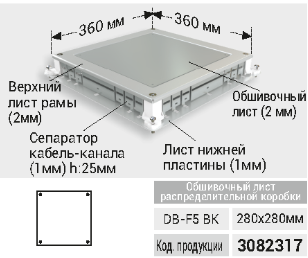 360 мм
360 мм
Верхний
лист рамы
(2мм)
Обшивочный
лист (2 мм)
Сепаратор
кабель-канала
(1мм) h:25мм
Лист нижней
пластины (1мм)
Обшивочный лист
распределительной коробки
DB-F5 BK 280x280мм
Код. продукции 3082317